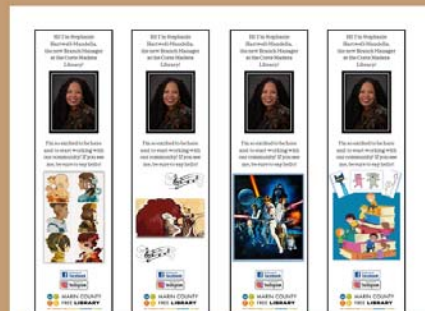 Hi! I'm Stephanie
Hartwell-Mandella,
the new Branch Manager
at the Corte Madera
Library!
I'm so excited to be here
and to start working with
our community! If you see
me, be sure to say hello!
facebook
Instagram
MARIN COUNTY
FREE LIBRARY
Hi! I'm Stephanie
Hartwell-Mandella,
the new Branch Manager
at the Corte Madera
Library!
I'm so excited to be here
and to start working with
our community! If you see
me, be sure to say hello!
facebook
Instagram
MARIN COUNTY
FREE LIBRARY
Hi! I'm Stephanie
Hartwell-Mandella,
the new Branch Manager
at the Corte Madera
Library!
I'm so excited to be here
and to start working with
our community! If you see
me, be sure to say hello!
facebook
Instagram
MARIN COUNTY
FREE LIBRARY
Hi! I'm Stephanie
Hartwell-Mandella,
the new Branch Manager
at the Corte Madera
Library!
I'm so excited to be here
and to start working with
our community! If you see
me, be sure to say hello!
facebook
Instagram
MARIN COUNTY
FREE LIBRARY